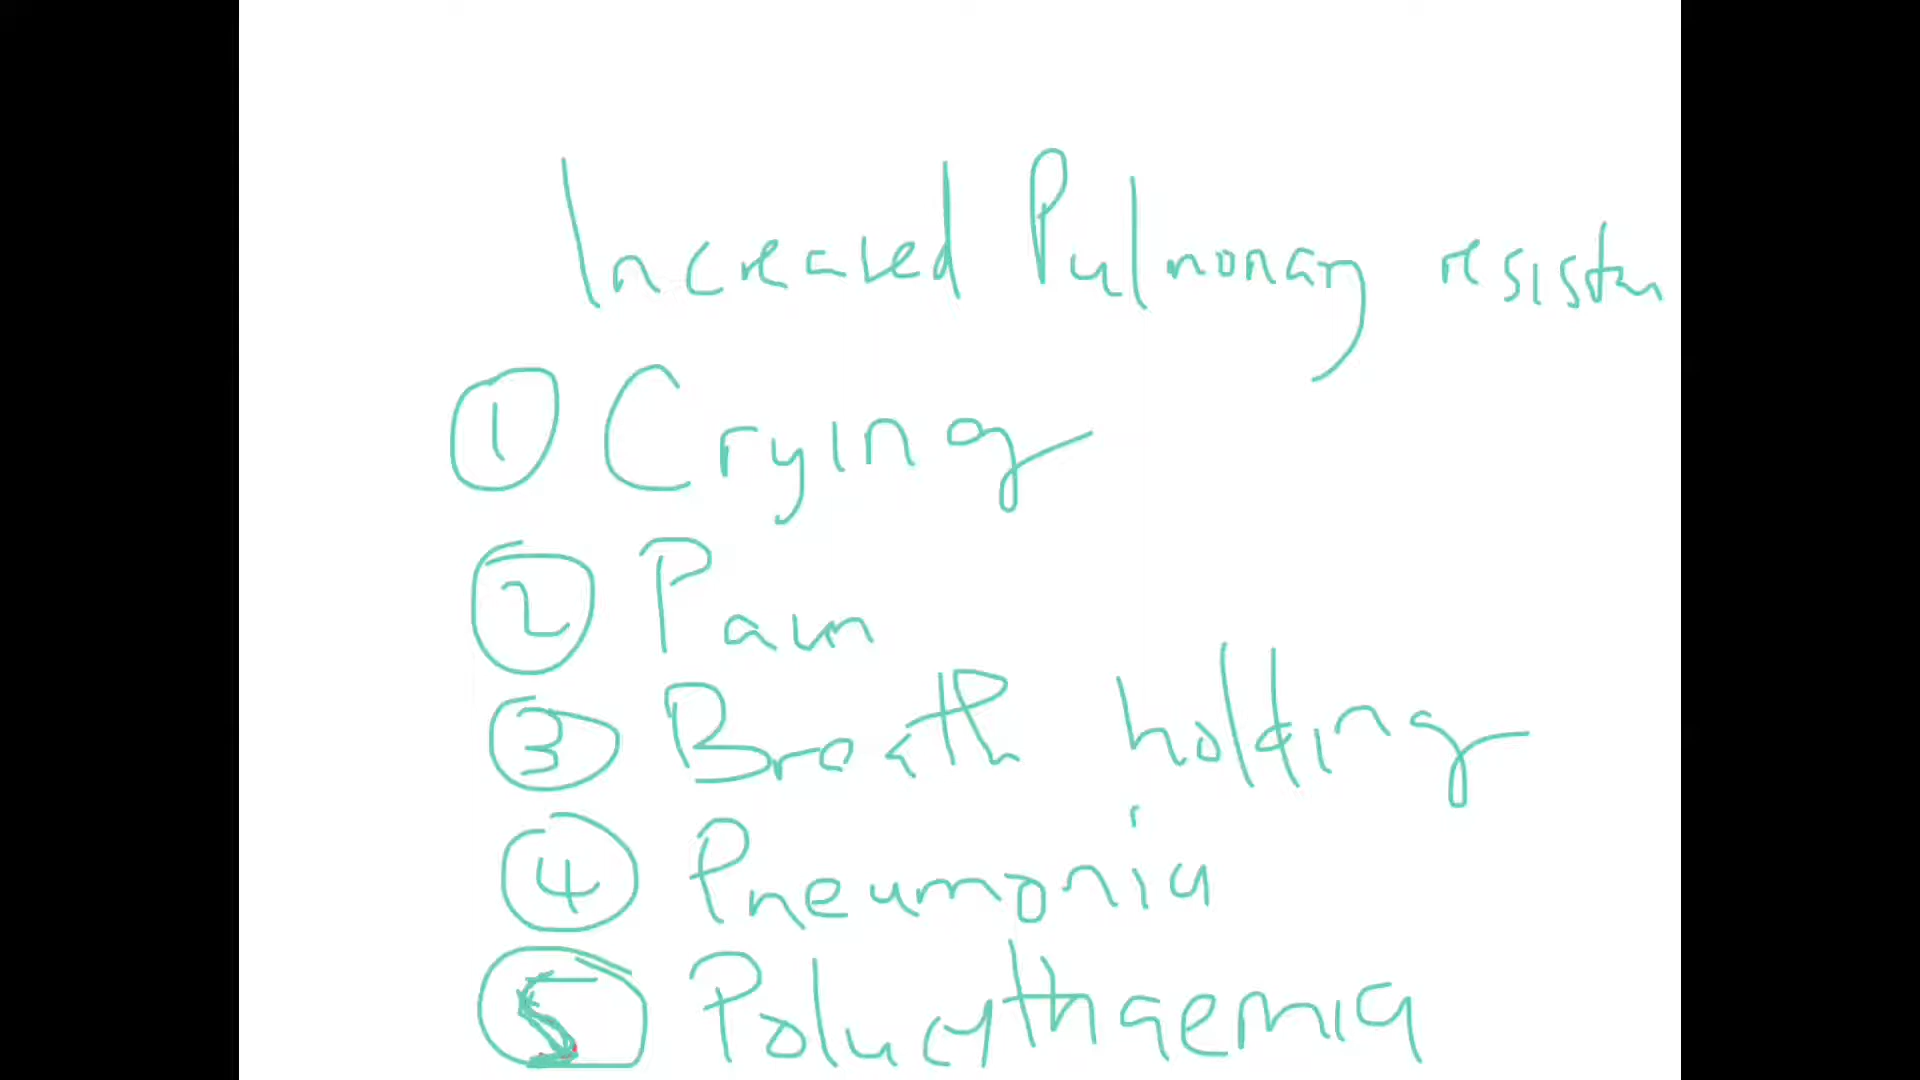 Increased Pulmonary resistan
① Crying
② Pain
③ Breath holding
④ Pneumonia
⑤ Polycythaemia